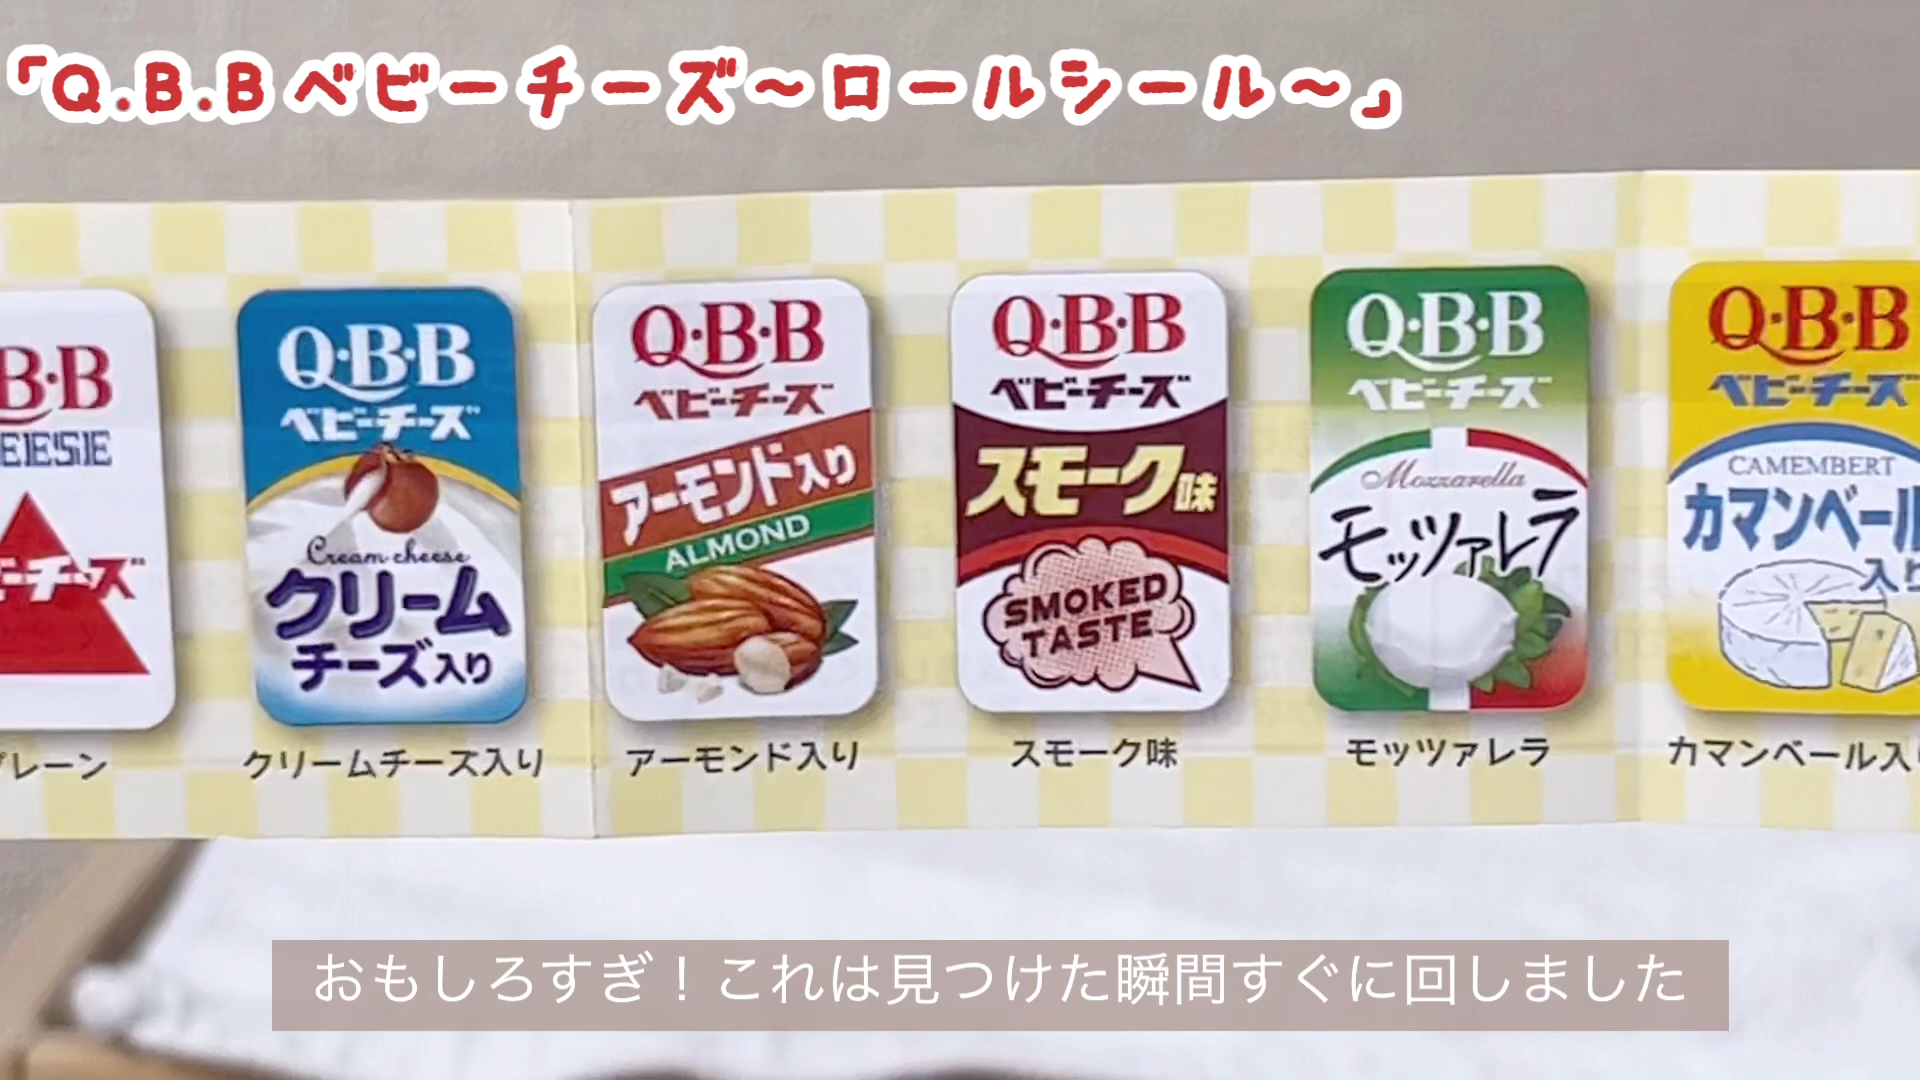 「Q.B.Bベビーチーズ～ロールシール～」
B・B
EESE
ーチーズ
プレーン
Q・B・B
ベビーチーズ
Cream cheese
クリーム
チーズ入り
クリームチーズ入り
Q・B・B
ベビーチーズ
アーモンド入り
ALMOND
アーモンド入り
Q・B・B
ベビーチーズ
スモーク味
SMOKED
TASTE
スモーク味
Q・B・B
ベビーチーズ
Mozzarella
モッツァレラ
モッツァレラ
Q・B・B
ベビーチーズ
CAMEMBERT
カマンベール
入り
カマンベール入り
おもしろすぎ！これは見つけた瞬間すぐに回しました